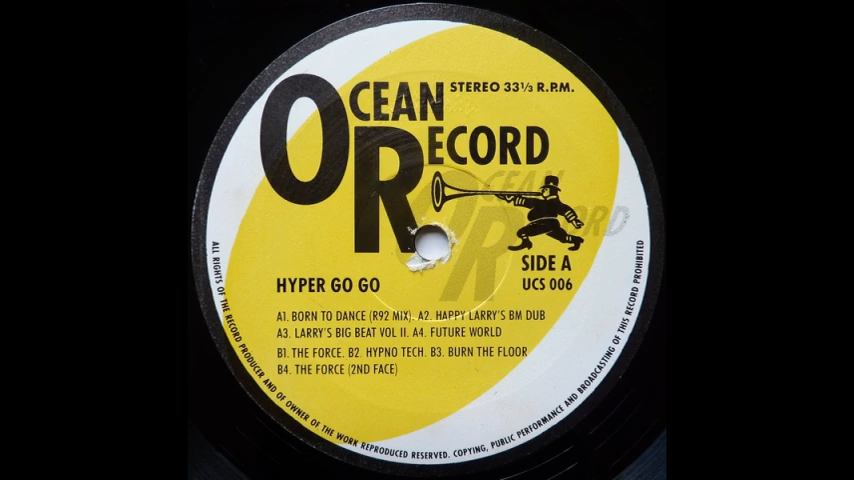 OCEAN
RECORD
STEREO 33⅓ R.P.M.
OCEAN
RECORD
SIDE A
UCS 006
HYPER GO GO
A1. BORN TO DANCE (R92 MIX). A2. HAPPY LARRY'S BM DUB
A3. LARRY'S BIG BEAT VOL II. A4. FUTURE WORLD
B1. THE FORCE. B2. HYPNO TECH. B3. BURN THE FLOOR
B4. THE FORCE (2ND FACE)
ALL RIGHTS OF THE RECORD PRODUCER AND OF OWNER OF THE WORK REPRODUCED RESERVED. COPYING, PUBLIC PERFORMANCE AND BROADCASTING OF THIS RECORD PROHIBITED